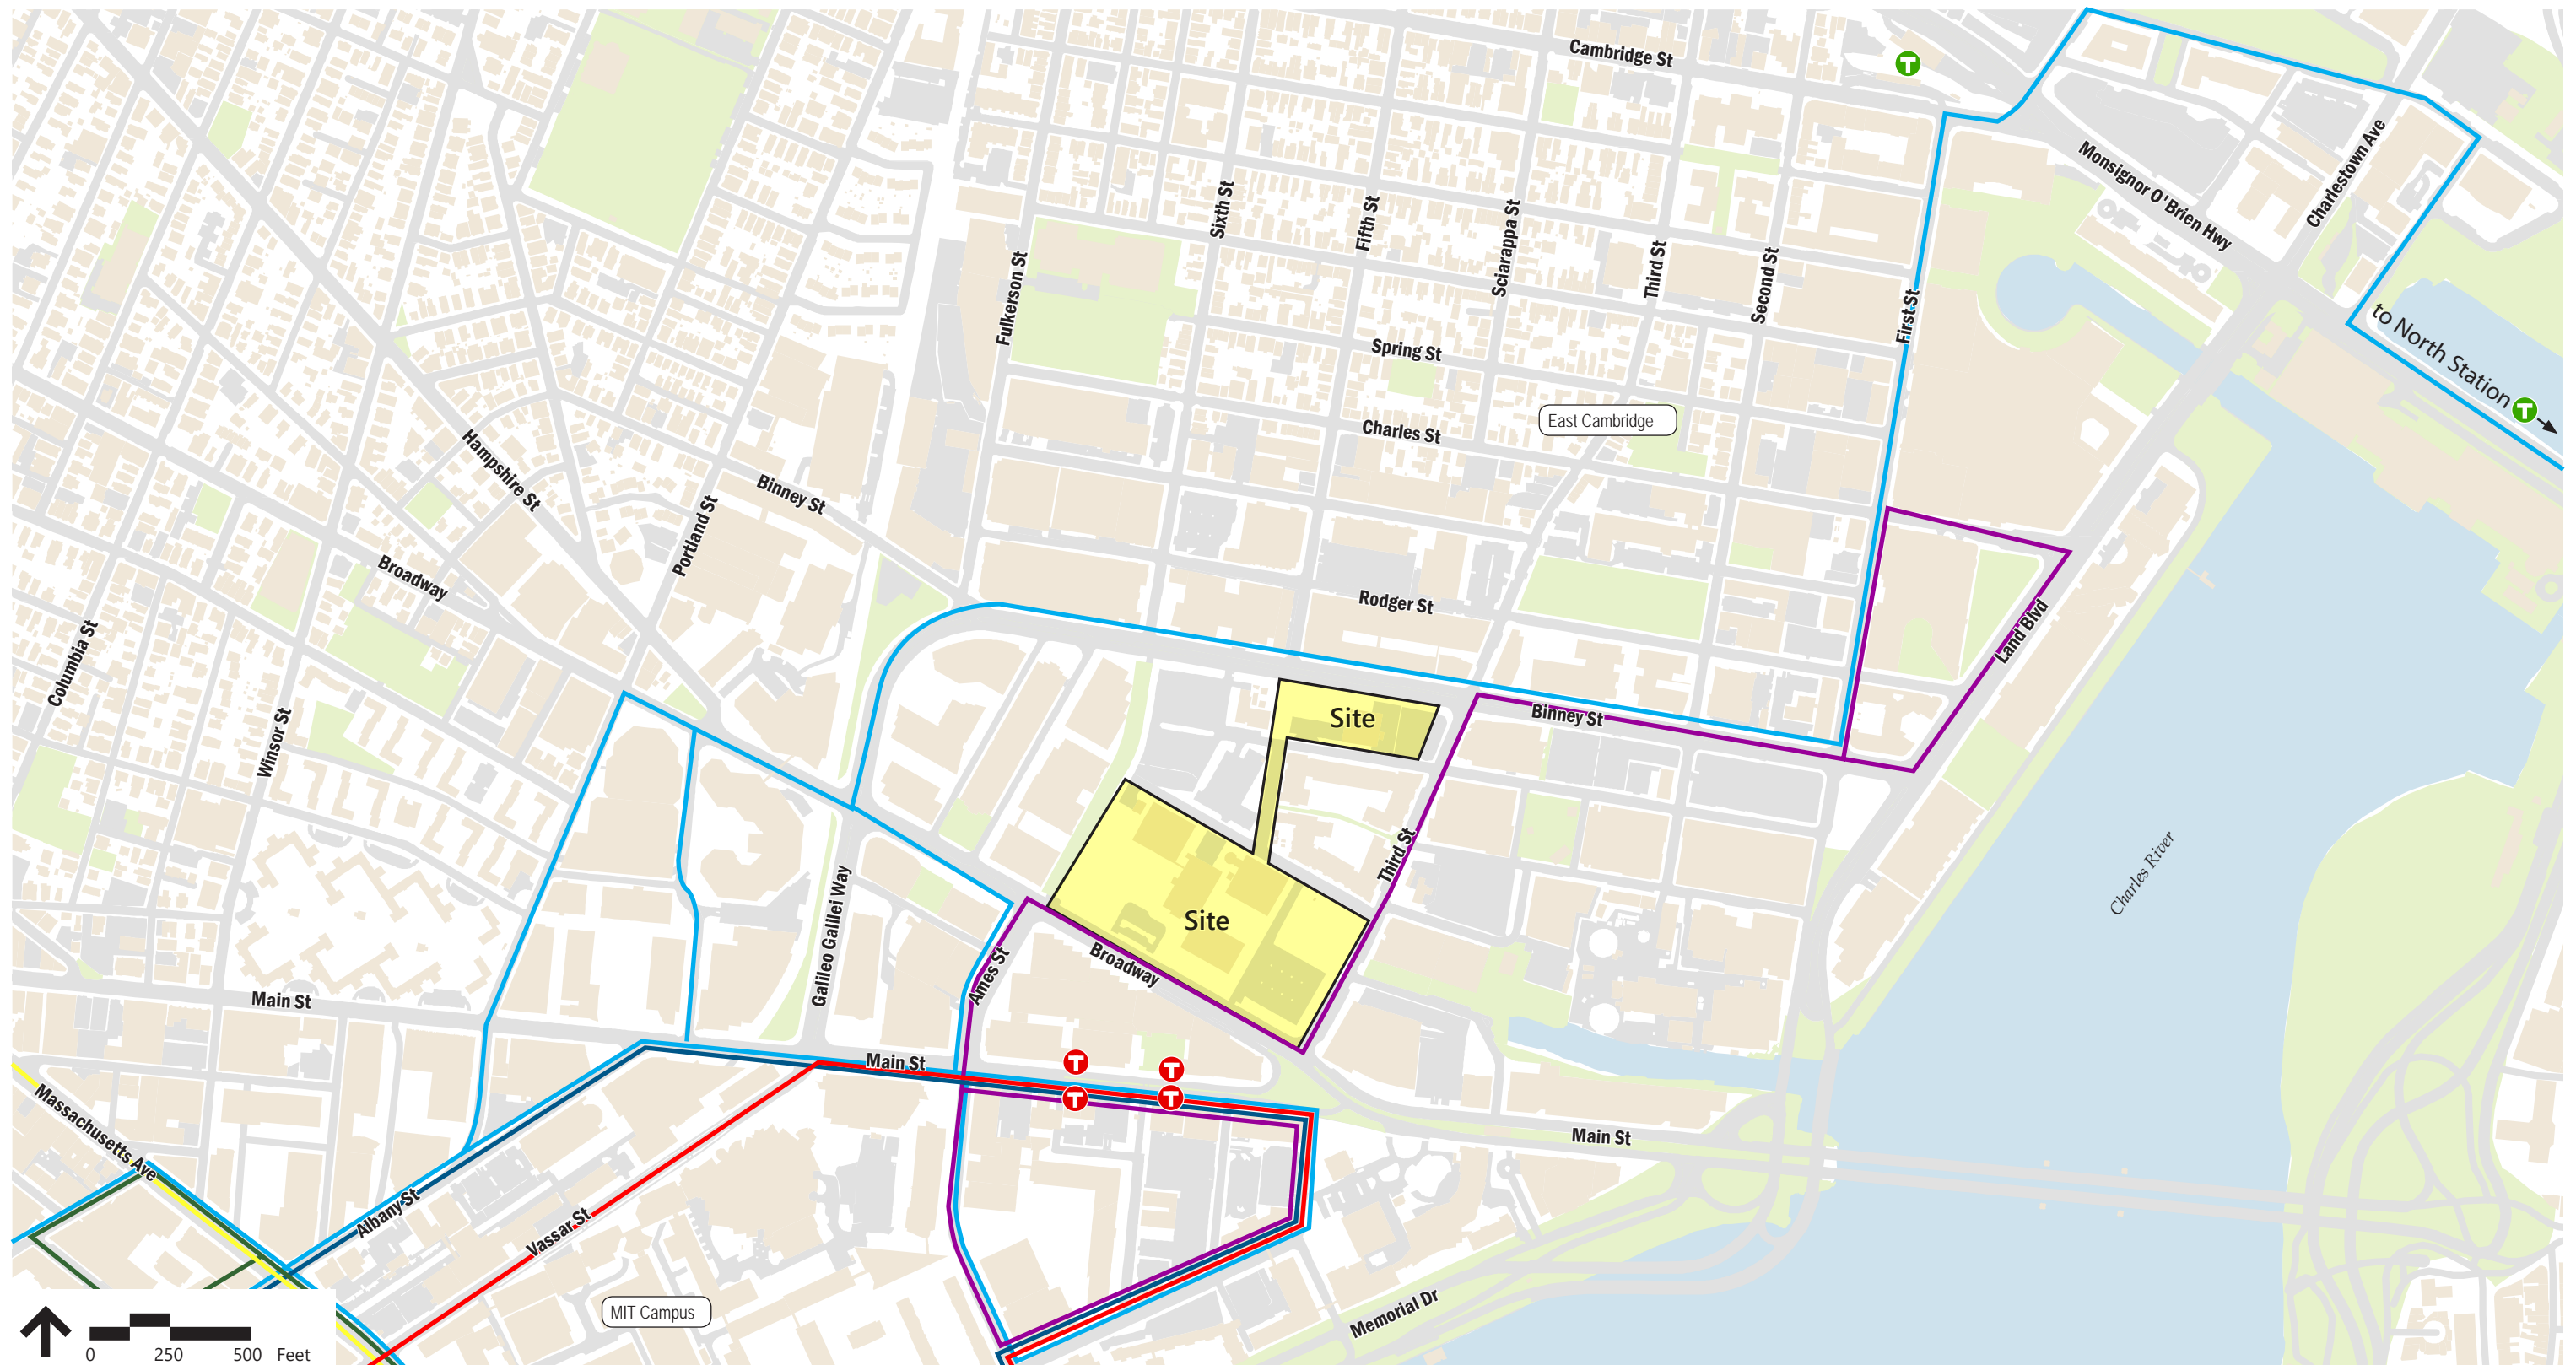 Cambridge St
T
Monsignor O'Brien Hwy
Charlestown Ave
Sixth St
Fifth St
Sciarappa St
Third St
Second St
First St
Fulkerson St
to North Station T
Spring St
East Cambridge
Charles St
Hampshire St
Binney St
Portland St
Broadway
Rodger St
Columbia St
Winsor St
Land Blvd
Site
Binney St
Third St
Charles River
Galileo Galilei Way
Site
Broadway
Ames St
Main St
Main St
T
T
T
T
Massachusetts Ave
Main St
Albany St
Vassar St
MIT Campus
Memorial Dr
0 250 500 Feet